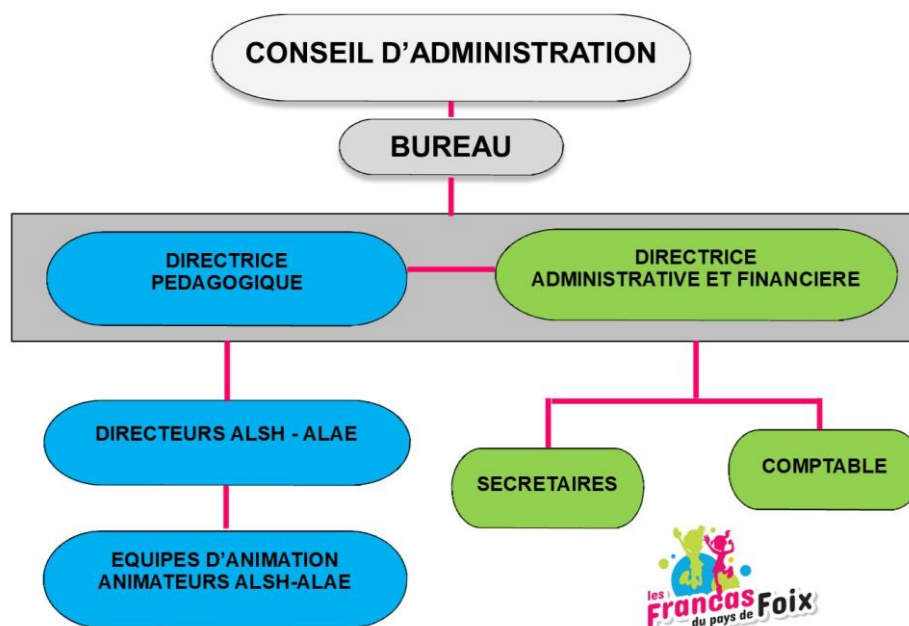 CONSEIL D’ADMINISTRATION
BUREAU
DIRECTRICE
PEDAGOGIQUE
DIRECTRICE
ADMINISTRATIVE ET FINANCIERE
DIRECTEURS ALSH - ALAE
SECRETAIRES
COMPTABLE
EQUIPES D’ANIMATION
ANIMATEURS ALSH-ALAE
les
Francas
du pays de Foix